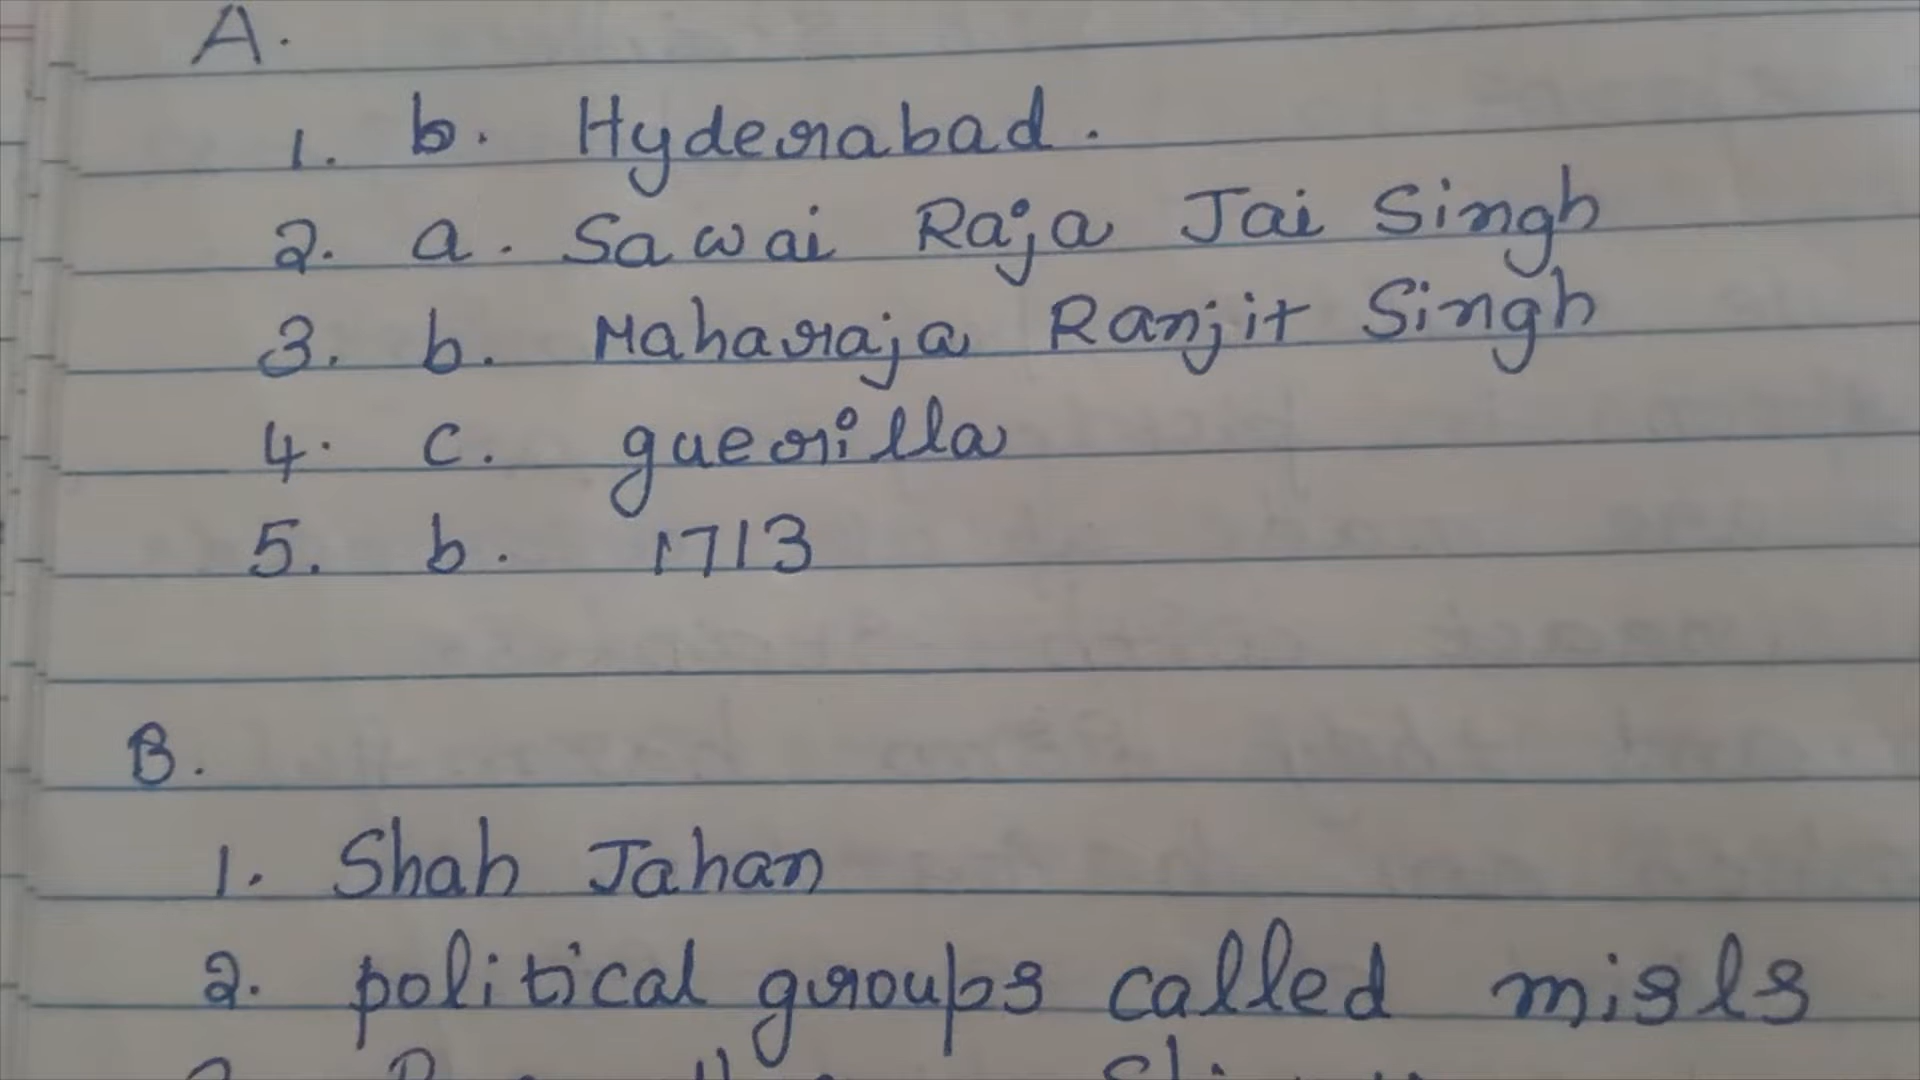 A.
1. b. Hyderabad.
2. a. Sawai Raja Jai Singh
3. b. Maharaja Ranjit Singh
4. c. guerilla
5. b. 1713
B.
1. Shah Jahan
2. political groups called misls